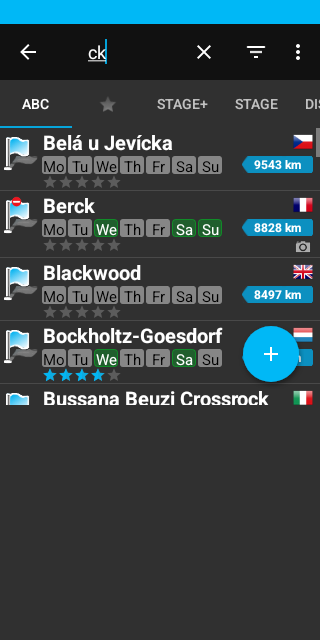 ck
ABC STAGE+ STAGE DIS
Belá u Jevícka
Mo Tu We Th Fr Sa Su 9543 km
Berck
Mo Tu We Th Fr Sa Su 8828 km
Blackwood
Mo Tu We Th Fr Sa Su 8497 km
Bockholtz-Goesdorf
Mo Tu We Th Fr Sa Su
Bussana Beuzi Crossrock